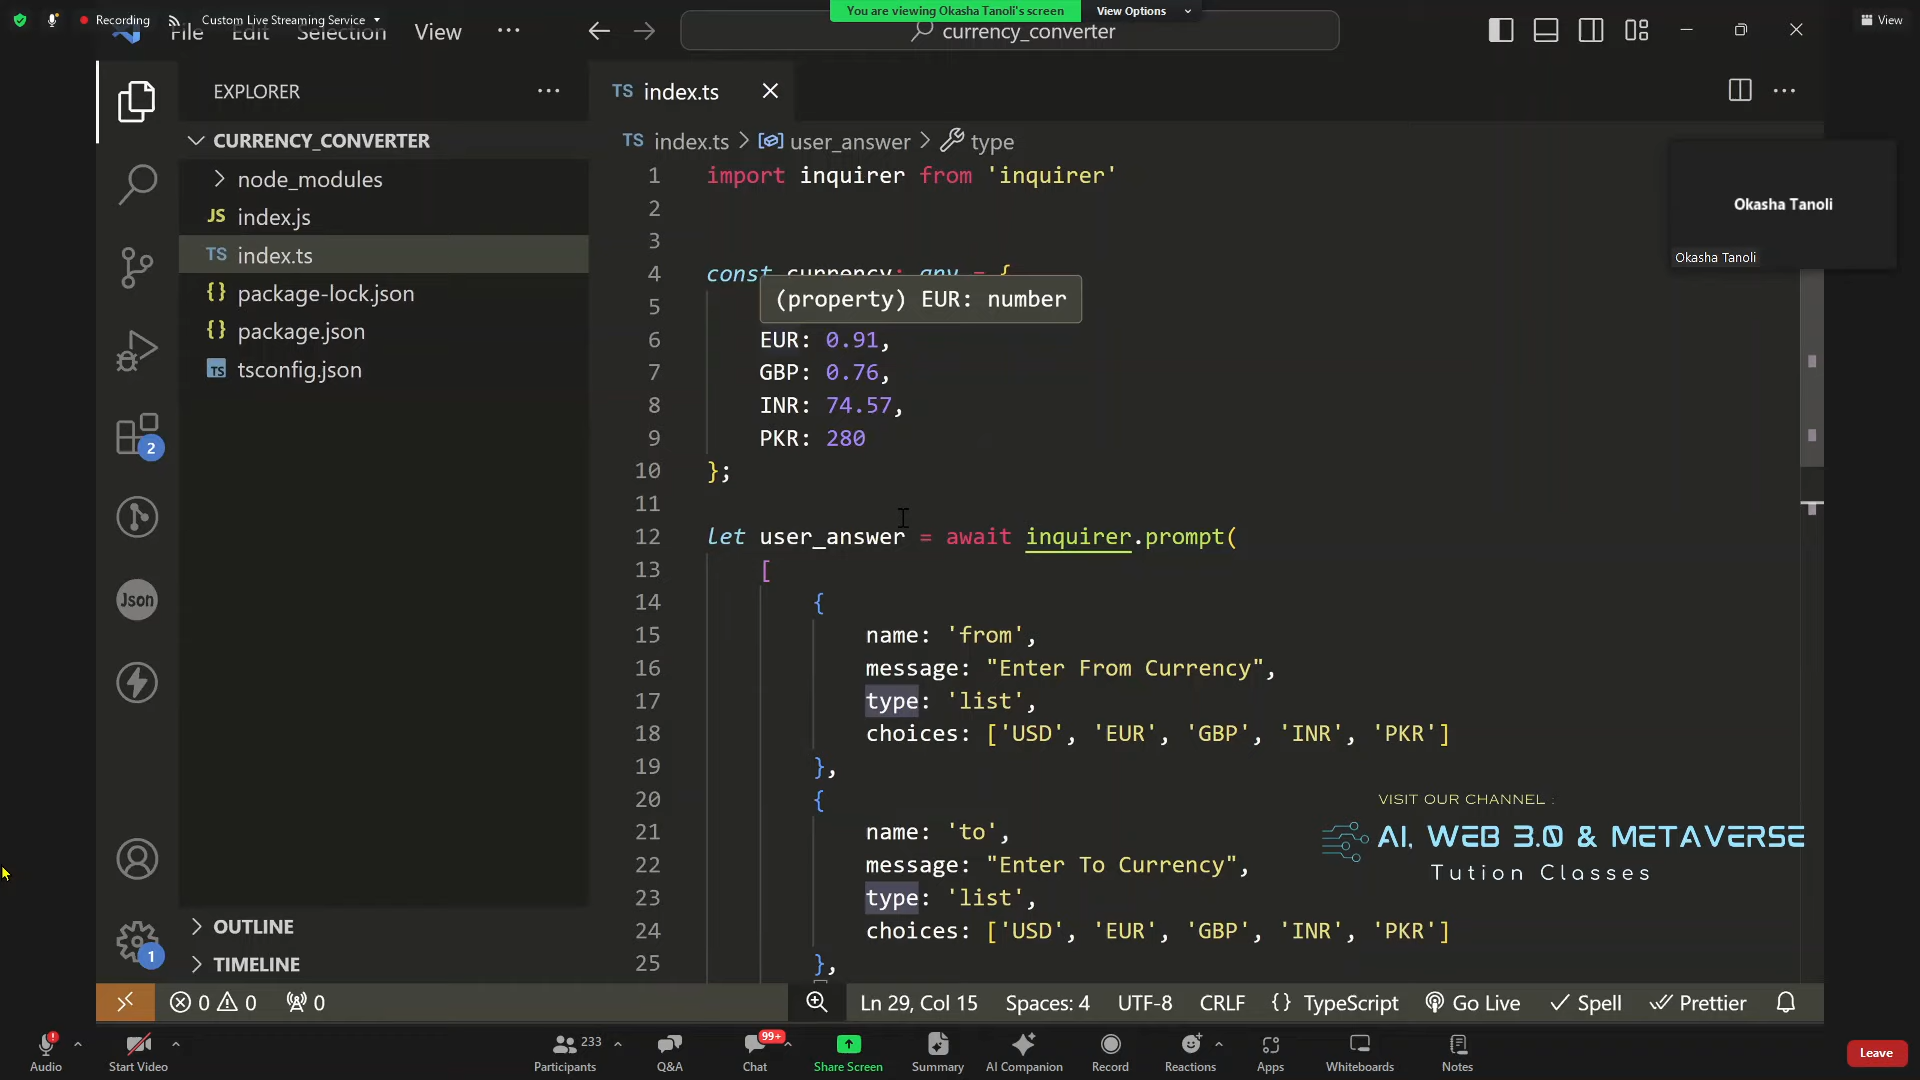 Recording
Custom Live Streaming Service
You are viewing Okasha Tanoli's screen
View Options
View
File Edit Selection View ...
currency_converter
EXPLORER
CURRENCY_CONVERTER
node_modules
JS index.js
TS index.ts
{} package-lock.json
{} package.json
TS tsconfig.json
OUTLINE
TIMELINE
2
Json
1
TS index.ts
TS index.ts > user_answer > type
1 import inquirer from 'inquirer'
2
3
4 const currency: any = {
(property) EUR: number
5
6 EUR: 0.91,
7 GBP: 0.76,
8 INR: 74.57,
9 PKR: 280
10 };
11
12 let user_answer = await inquirer.prompt(
13 [
14 {
15 name: 'from',
16 message: "Enter From Currency",
17 type: 'list',
18 choices: ['USD', 'EUR', 'GBP', 'INR', 'PKR']
19 },
20 {
21 name: 'to',
22 message: "Enter To Currency",
23 type: 'list',
24 choices: ['USD', 'EUR', 'GBP', 'INR', 'PKR']
25 },
Okasha Tanoli
Okasha Tanoli
VISIT OUR CHANNEL :
AI, WEB 3.0 & METAVERSE
Tution Classes
0 0 0
Ln 29, Col 15 Spaces: 4 UTF-8 CRLF {} TypeScript Go Live Spell Prettier
Audio
Start Video
233
Participants
Q&A
99+
Chat
Share Screen
Summary
AI Companion
Record
Reactions
Apps
Whiteboards
Notes
Leave